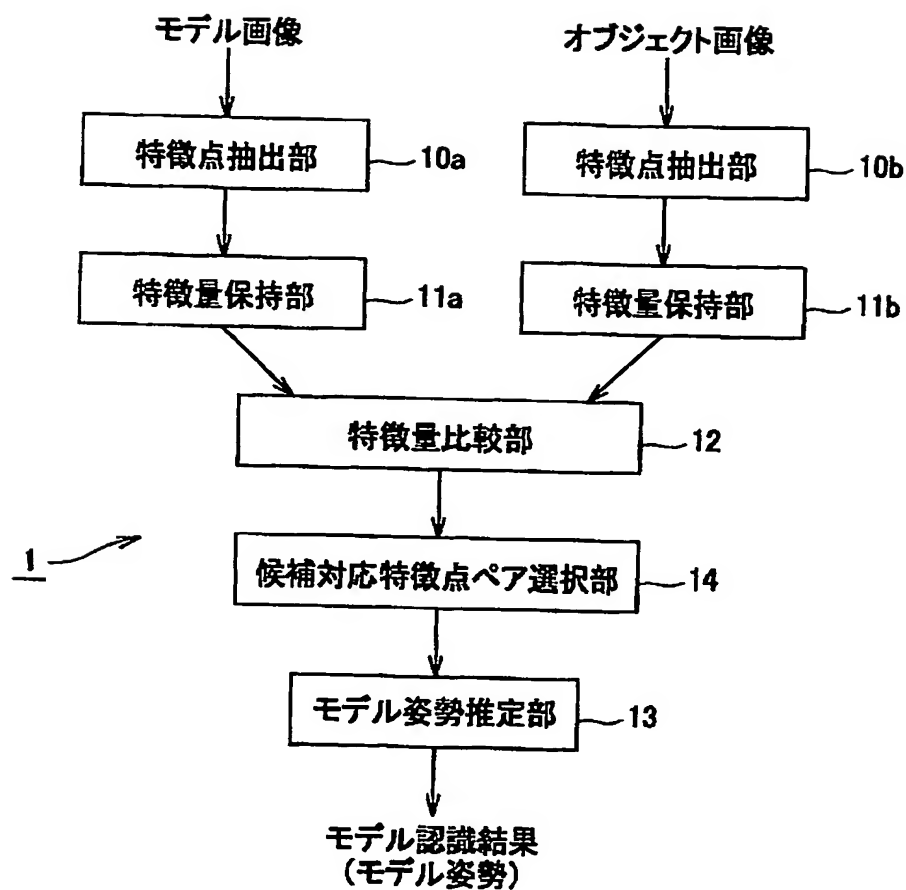 モデル画像
オブジェクト画像
特徴点抽出部
10a
特徴点抽出部
10b
特徴量保持部
11a
特徴量保持部
11b
特徴量比較部
12
1
候補対応特徴点ペア選択部
14
モデル姿勢推定部
13
モデル認識結果
(モデル姿勢)